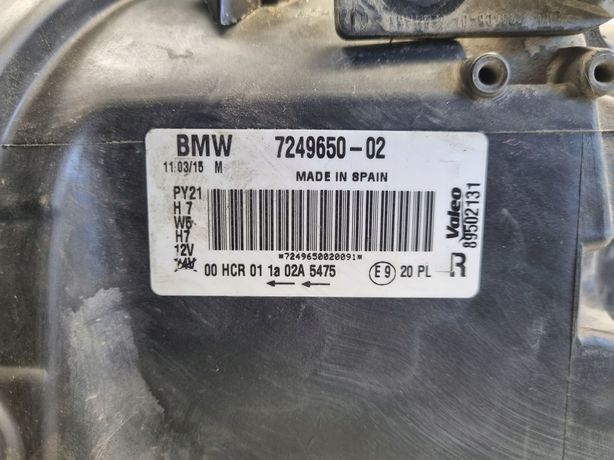 BMW 7249650-02
11 03/15 M
MADE IN SPAIN
PY21
H7
W5
H7
12V
*7249650020091*
00 HCR 01 1a 02A 5475
E9 20 PL
Valeo
89502131
R